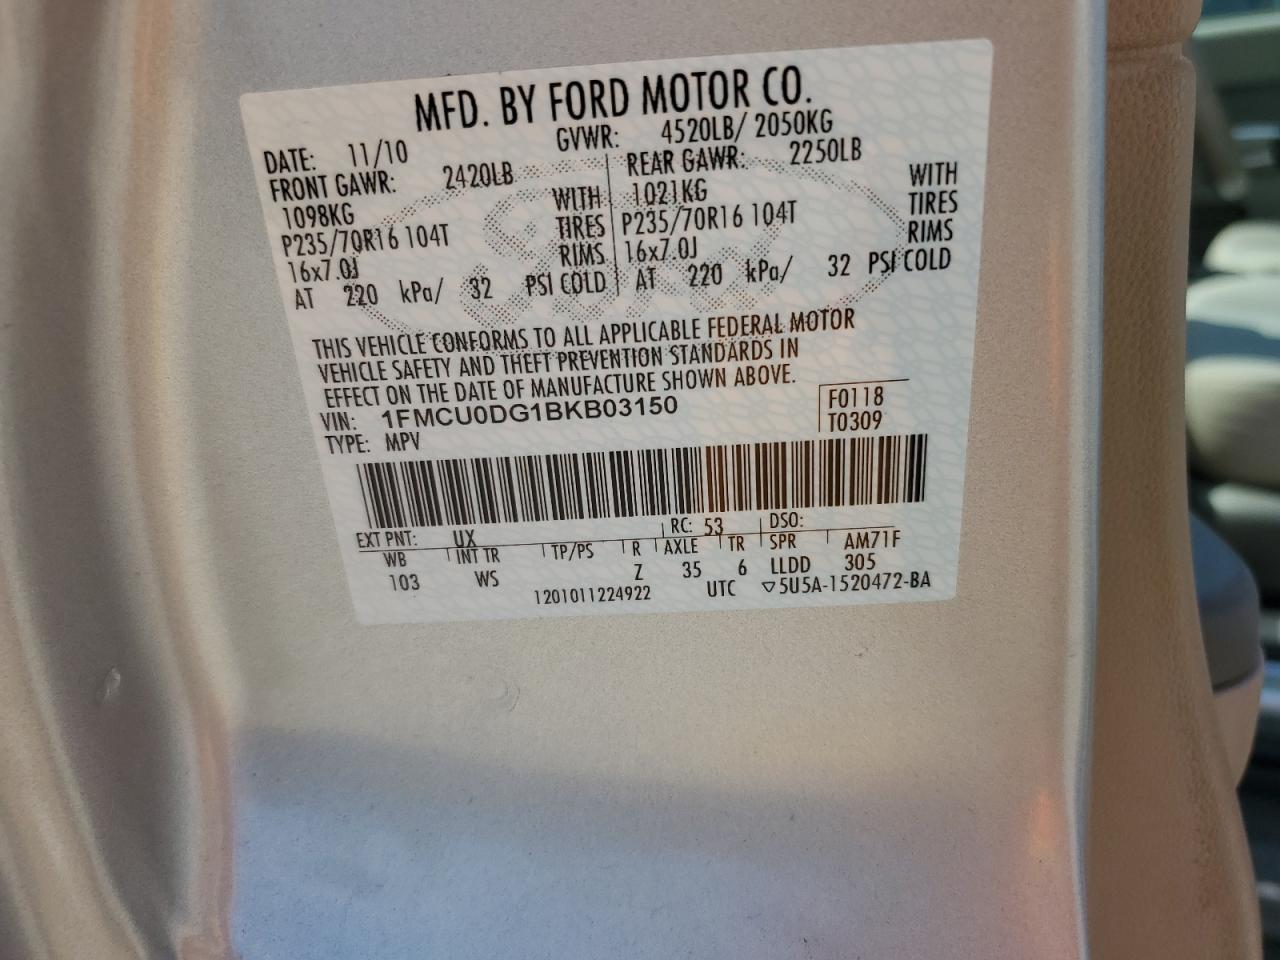 MFD. BY FORD MOTOR CO.
DATE: 11/10 GVWR: 4520LB/ 2050KG
FRONT GAWR: 2420LB REAR GAWR: 2250LB
1098KG WITH 1021KG WITH
P235/70R16 104T TIRES P235/70R16 104T TIRES
16x7.0J RIMS 16x7.0J RIMS
AT 220 kPa/ 32 PSI COLD AT 220 kPa/ 32 PSI COLD
THIS VEHICLE CONFORMS TO ALL APPLICABLE FEDERAL MOTOR
VEHICLE SAFETY AND THEFT PREVENTION STANDARDS IN
EFFECT ON THE DATE OF MANUFACTURE SHOWN ABOVE.
VIN: 1FMCU0DG1BKB03150 F0118
TYPE: MPV T0309
EXT PNT: UX RC: 53 DSO:
WB INT TR TP/PS R AXLE TR SPR AM71F
103 WS Z 35 6 LLDD 305
1201011224922 UTC ▽5U5A-1520472-BA